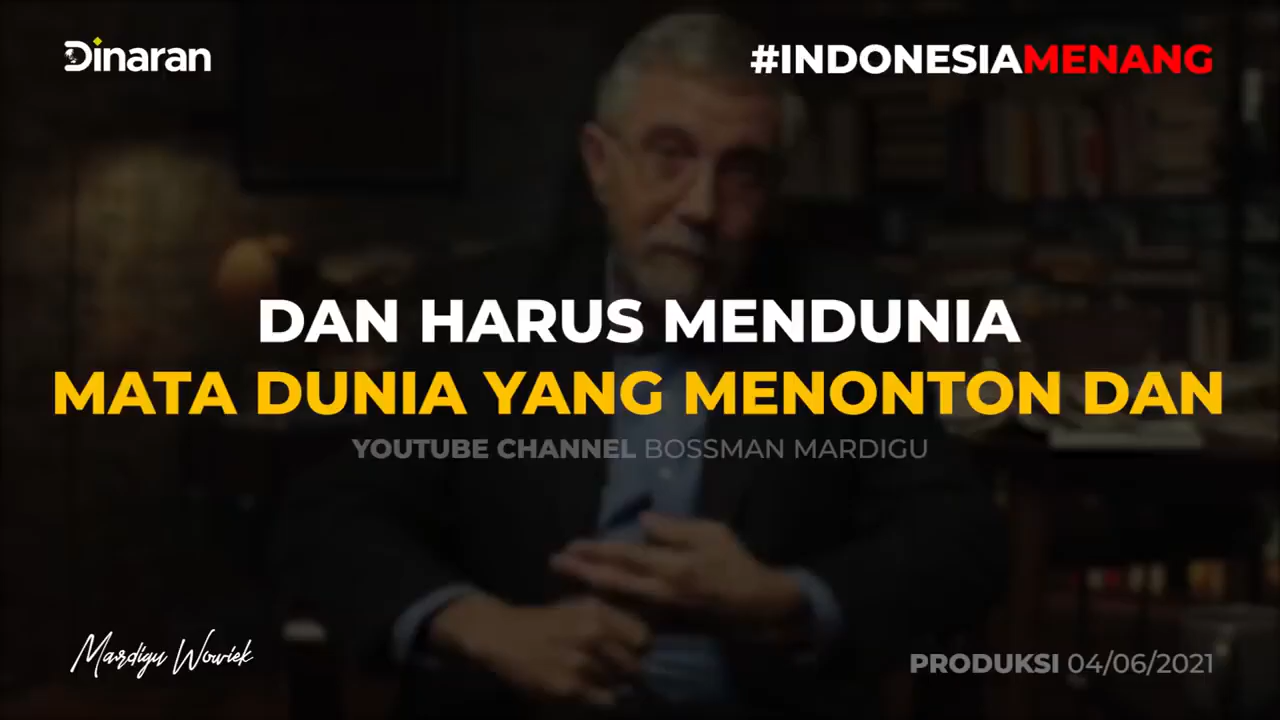 Dinaran
#INDONESIAMENANG
DAN HARUS MENDUNIA
MATA DUNIA YANG MENONTON DAN
YOUTUBE CHANNEL BOSSMAN MARDIGU
Mardigu Wowiek
PRODUKSI 04/06/2021